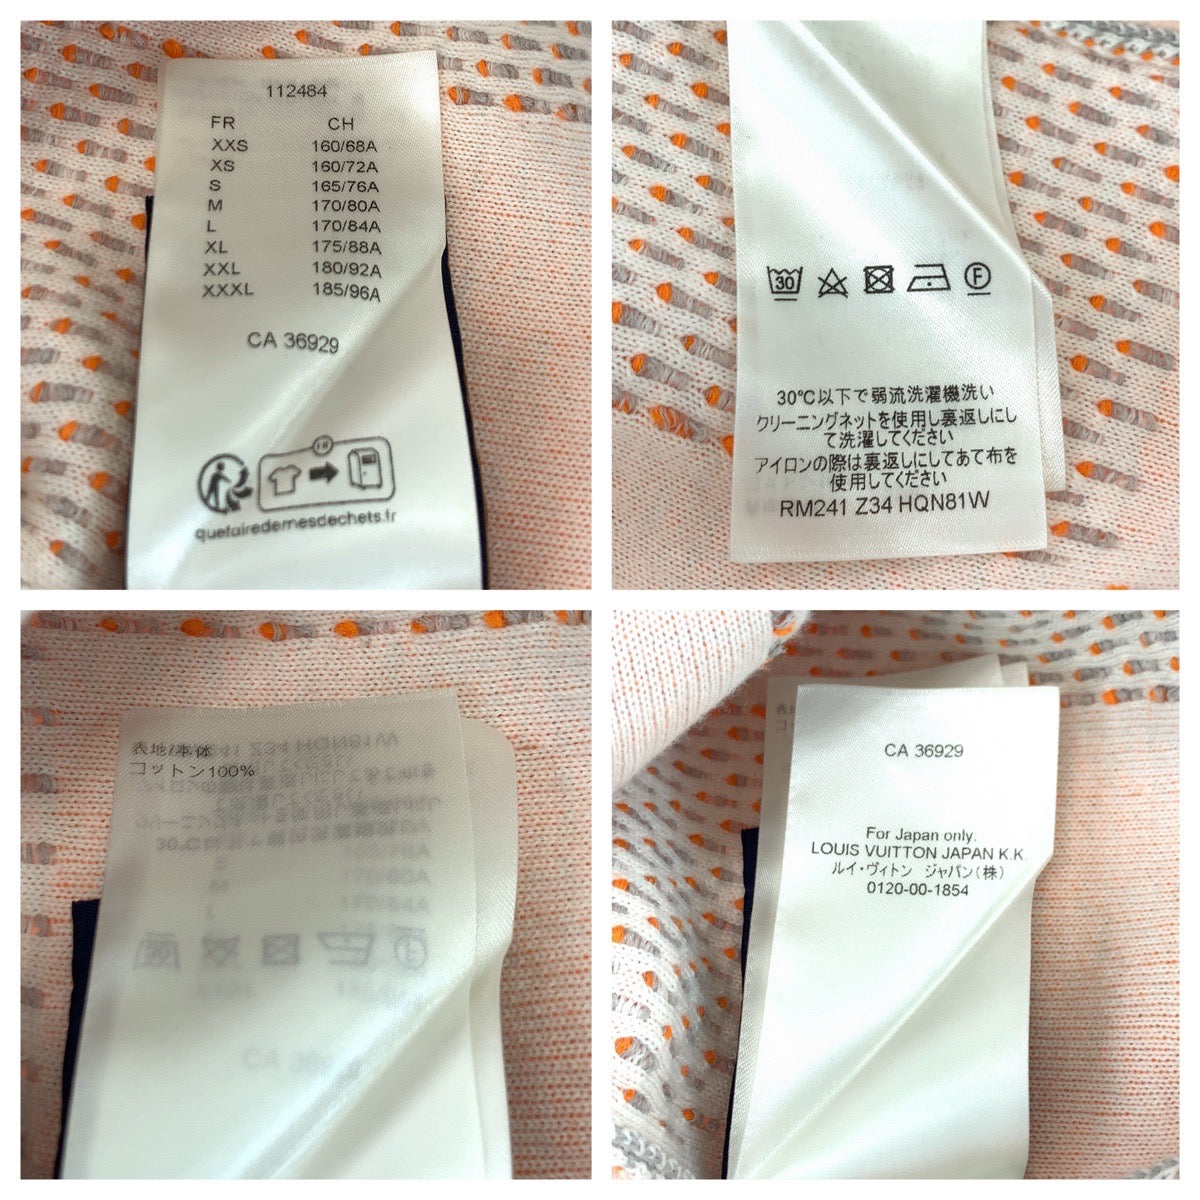 112484
FR CH
XXS 160/68A
XS 160/72A
S 165/76A
M 170/80A
L 170/84A
XL 175/88A
XXL 180/92A
XXXL 185/96A
CA 36929
quefairedemesdechets.fr
30 F
30℃以下で弱流洗濯機洗い
クリーニングネットを使用し裏返しにし
て洗濯してください
アイロンの際は裏返しにしてあて布を
使用してください
RM241 Z34 HQN81W
表地/本体
コットン100%
CA 36929
For Japan only.
LOUIS VUITTON JAPAN K.K.
ルイ・ヴィトン ジャパン(株)
0120-00-1854